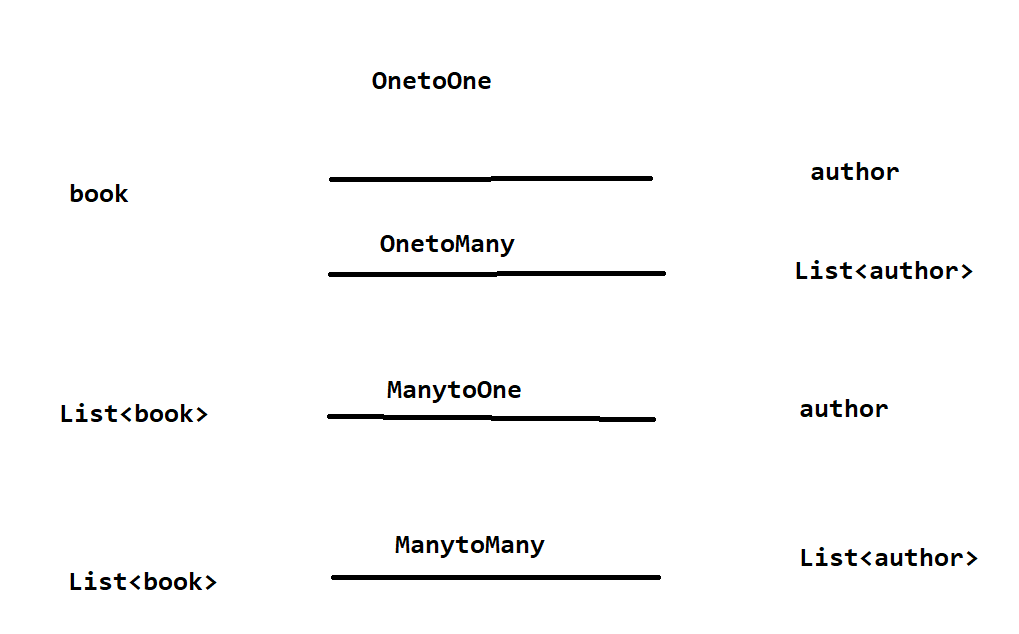 OnetoOne
book
author
OnetoMany
List<author>
ManytoOne
List<book>
author
ManytoMany
List<book>
List<author>